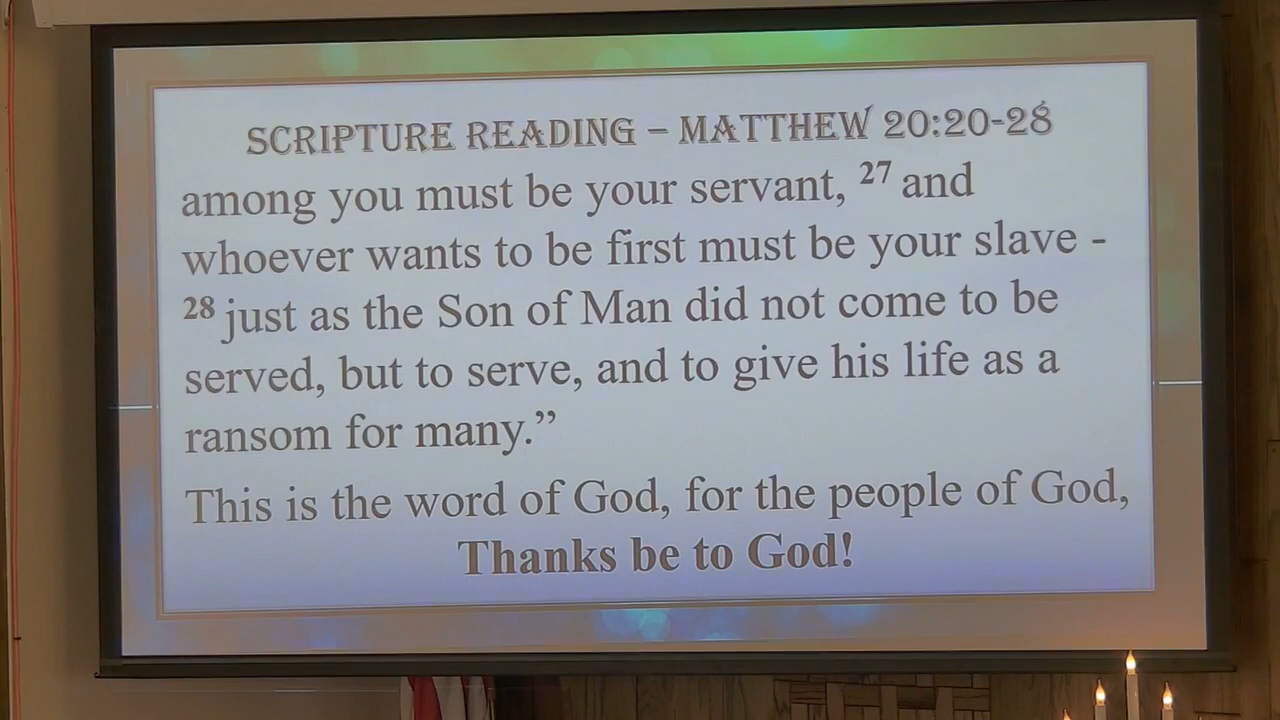 SCRIPTURE READING – MATTHEW 20:20-28
among you must be your servant, 27 and
whoever wants to be first must be your slave -
28 just as the Son of Man did not come to be
served, but to serve, and to give his life as a
ransom for many.”
This is the word of God, for the people of God,
Thanks be to God!